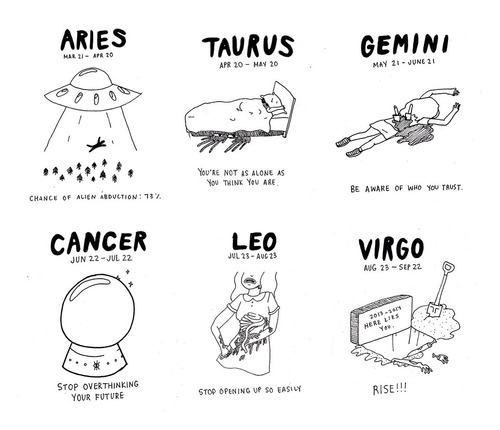 ARIES
MAR 21 - APR 20
CHANCE OF ALIEN ABDUCTION: 73%
TAURUS
APR 20 - MAY 20
YOU'RE NOT AS ALONE AS
YOU THINK YOU ARE.
GEMINI
MAY 21 - JUNE 21
BE AWARE OF WHO YOU TRUST.
CANCER
JUN 22 - JUL 22
STOP OVERTHINKING
YOUR FUTURE
LEO
JUL 23 - AUG 23
STOP OPENING UP SO EASILY
VIRGO
AUG 23 - SEP 22
2013-2014
HERE LIES
YOU.
RISE!!!